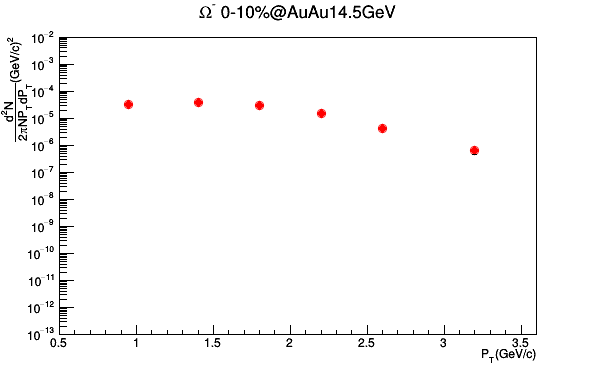 Ω⁻ 0-10%@AuAu14.5GeV
d²N
2πNP_TdP_T
(GeV/c)²
10⁻²
10⁻³
10⁻⁴
10⁻⁵
10⁻⁶
10⁻⁷
10⁻⁸
10⁻⁹
10⁻¹⁰
10⁻¹¹
10⁻¹²
10⁻¹³
0.5 1 1.5 2 2.5 3 3.5
P_T(GeV/c)